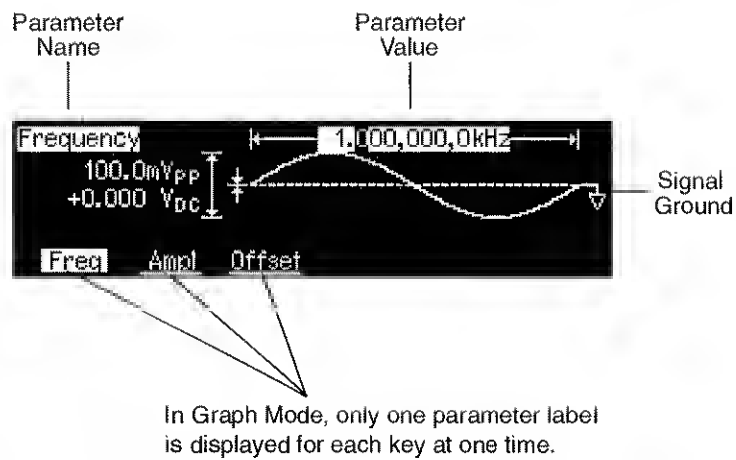 Parameter
Name
Parameter
Value
Frequency
1.000,000,0kHz
100.0mVPP
+0.000 VDC
Signal
Ground
Freq
Ampl
Offset
In Graph Mode, only one parameter label
is displayed for each key at one time.